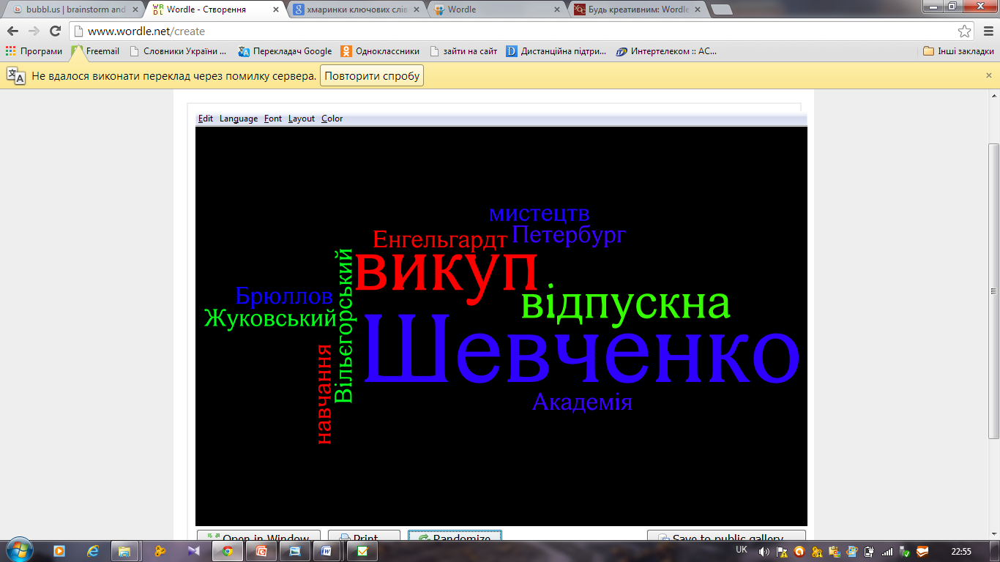 bubbl.us | brainstorm and
Wordle - Створення
хмаринки ключових слів
Wordle
Будь креативним: Wordle
www.wordle.net/create
Програми
Freemail
Словники України ...
Перекладач Google
Одноклассники
зайти на сайт
Дистанційна підтри...
Интертелеком :: АС...
Інші закладки
Не вдалося виконати переклад через помилку сервера.
Повторити спробу
Edit Language Font Layout Color
мистецтв
Петербург
Енгельгардт
викуп
Вільєгорський
Брюллов
Жуковський
відпускна
Шевченко
навчання
Академія
Open in Window
Print
Randomize
Save to public gallery
UK
22:55